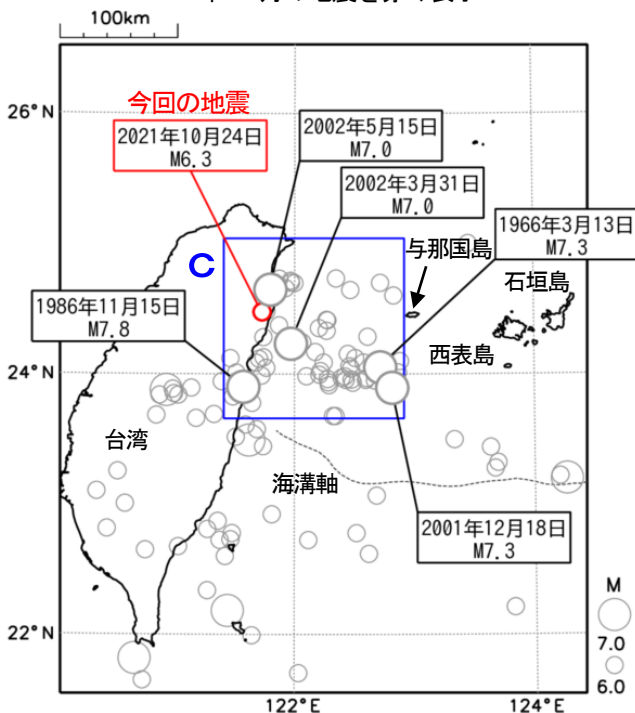 100km
26°N
今回の地震
2021年10月24日
M6.3
2002年5月15日
M7.0
2002年3月31日
M7.0
1966年3月13日
M7.3
与那国島
石垣島
C
1986年11月15日
M7.8
西表島
24°N
台湾
海溝軸
2001年12月18日
M7.3
M
7.0
6.0
22°N
122°E
124°E